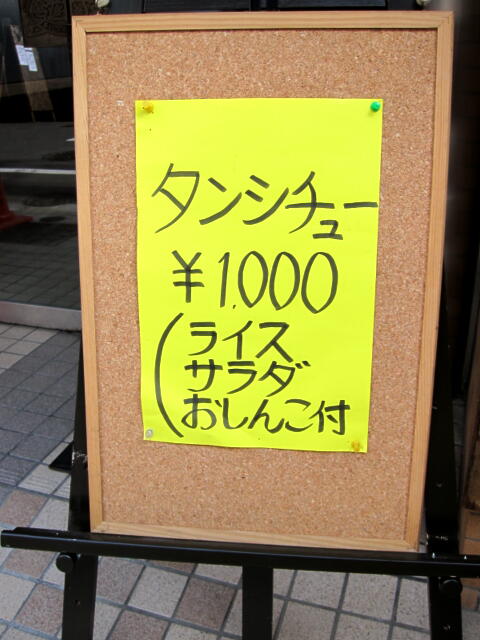 タンシチュー
¥1,000
(ライス
サラダ
おしんこ付